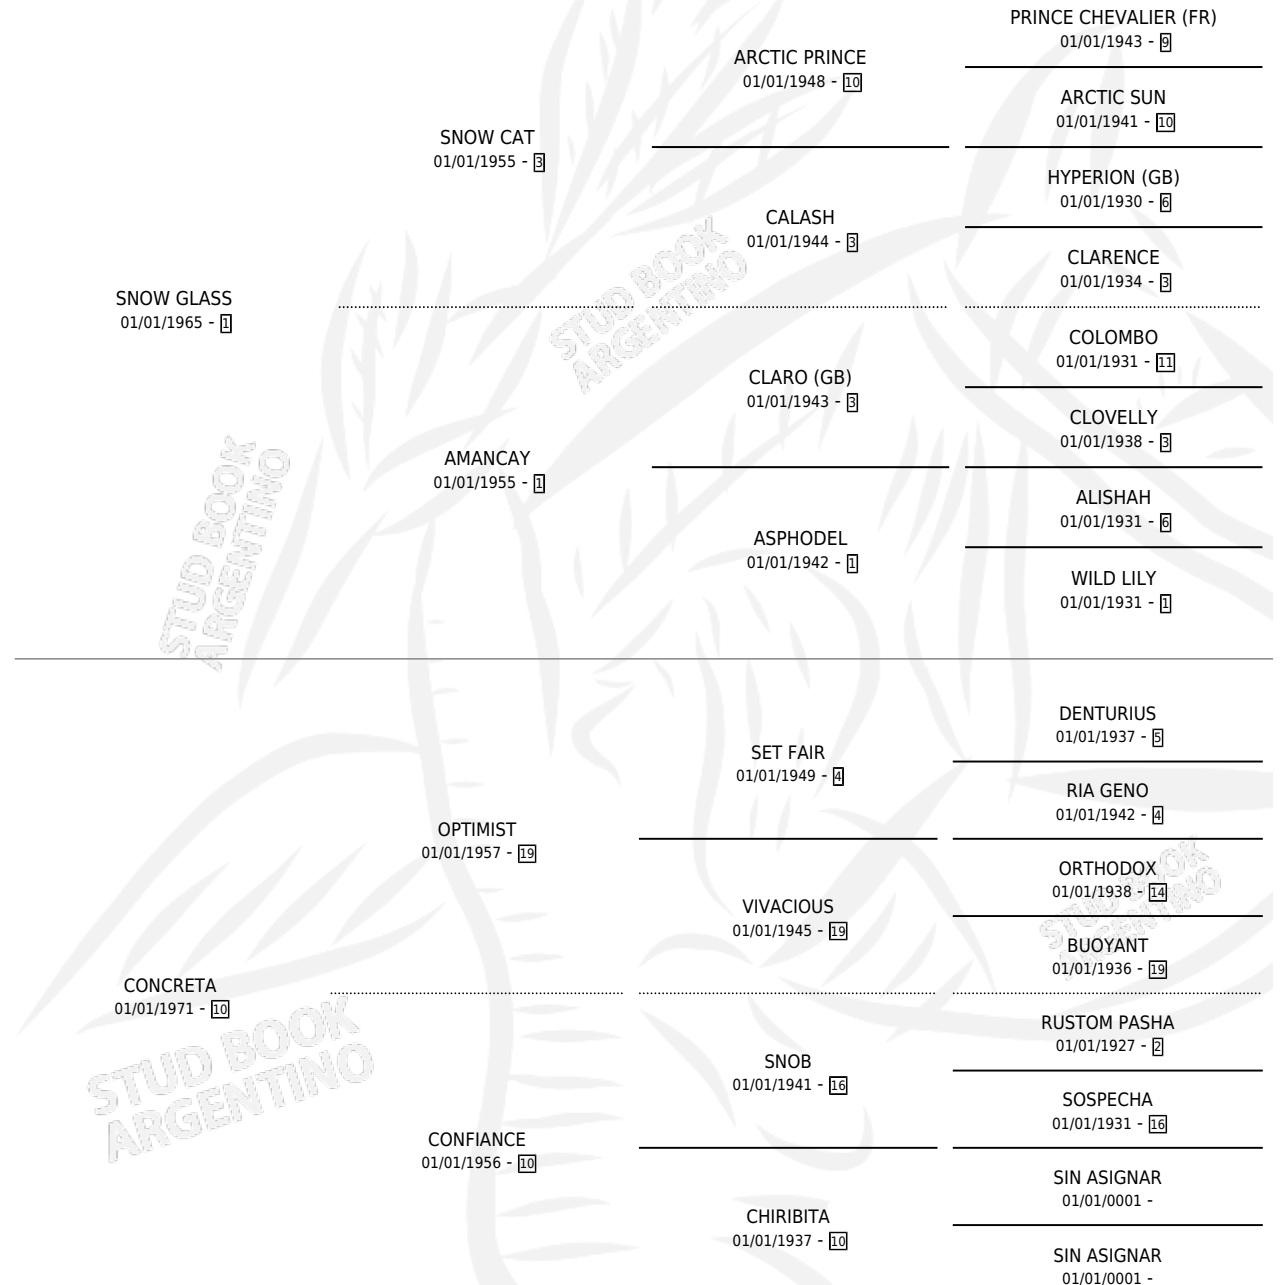 PRINCE CHEVALIER (FR)
01/01/1943 - 9
ARCTIC PRINCE
01/01/1948 - 10
ARCTIC SUN
01/01/1941 - 10
SNOW CAT
01/01/1955 - 3
HYPERION (GB)
01/01/1930 - 6
CALASH
01/01/1944 - 3
CLARENCE
01/01/1934 - 3
SNOW GLASS
01/01/1965 - 1
COLOMBO
01/01/1931 - 11
CLARO (GB)
01/01/1943 - 3
CLOVELLY
01/01/1938 - 3
AMANCAY
01/01/1955 - 1
ALISHAH
01/01/1931 - 6
ASPHODEL
01/01/1942 - 1
WILD LILY
01/01/1931 - 1
DENTURIUS
01/01/1937 - 5
SET FAIR
01/01/1949 - 4
RIA GENO
01/01/1942 - 4
OPTIMIST
01/01/1957 - 19
ORTHODOX
01/01/1938 - 14
VIVACIOUS
01/01/1945 - 19
BUOYANT
01/01/1936 - 19
CONCRETA
01/01/1971 - 10
RUSTOM PASHA
01/01/1927 - 2
SNOB
01/01/1941 - 16
SOSPECHA
01/01/1931 - 16
CONFIANCE
01/01/1956 - 10
SIN ASIGNAR
01/01/0001 -
CHIRIBITA
01/01/1937 - 10
SIN ASIGNAR
01/01/0001 -
STUD BOOK
ARGENTINO
STUD BOOK
ARGENTINO
STUD BOOK
ARGENTINO
STUD BOOK
ARGENTINO